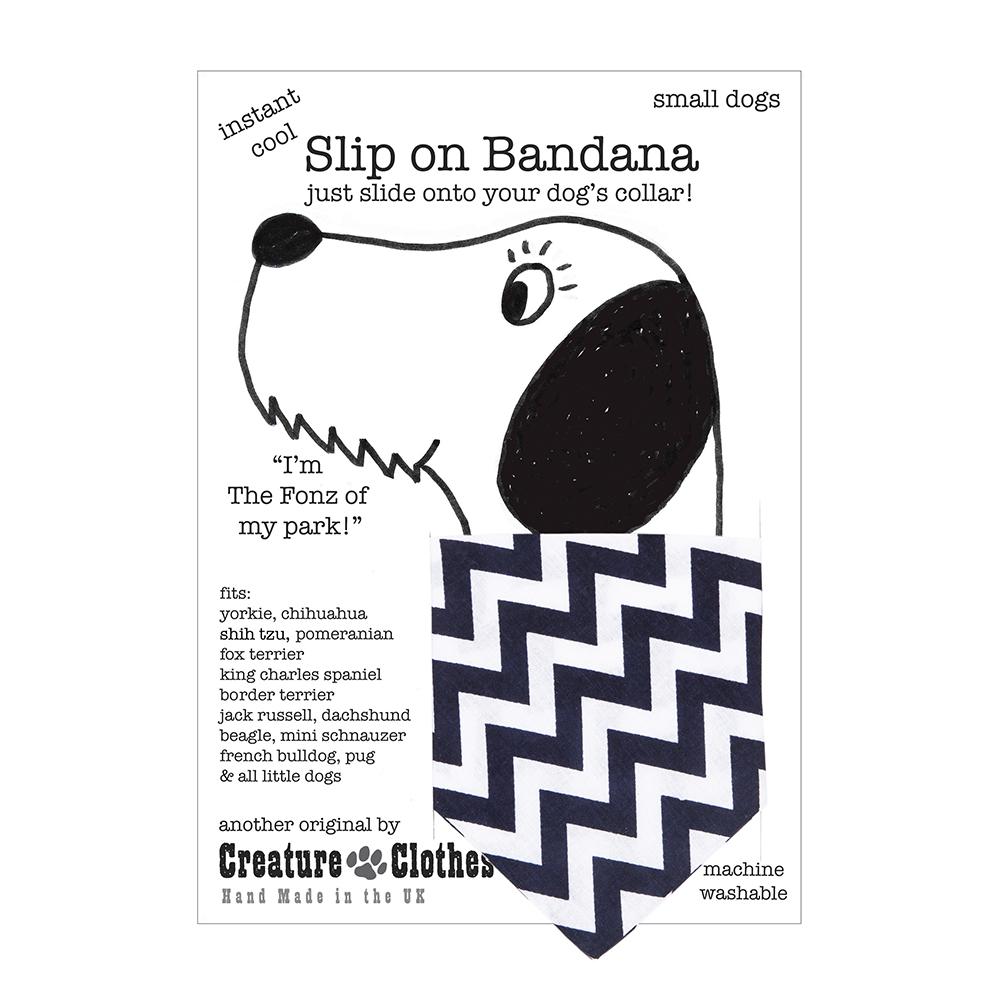 instant
cool
small dogs
Slip on Bandana
just slide onto your dog's collar!
"I'm
The Fonz of
my park!"
fits:
yorkie, chihuahua
shih tzu, pomeranian
fox terrier
king charles spaniel
border terrier
jack russell, dachshund
beagle, mini schnauzer
french bulldog, pug
& all little dogs
another original by
Creature Clothes
Hand Made in the UK
machine
washable